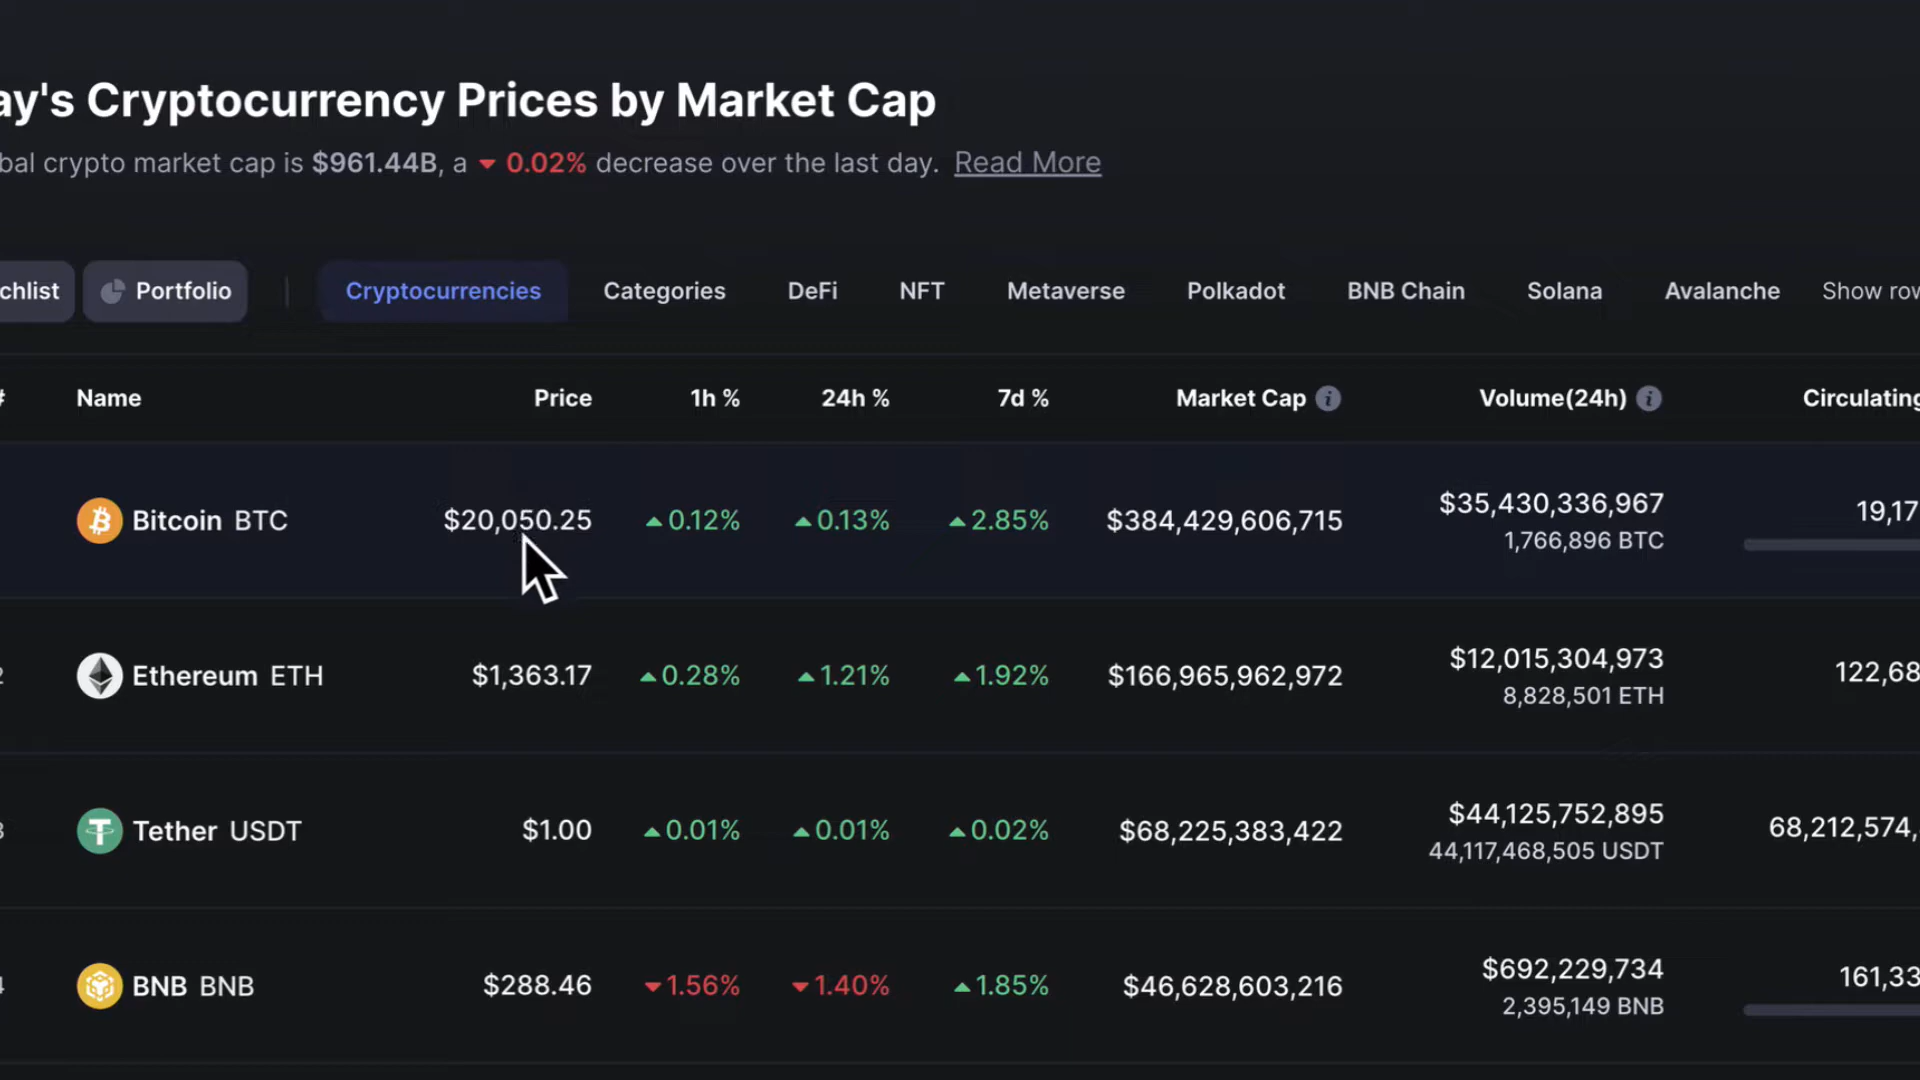 ay's Cryptocurrency Prices by Market Cap
bal crypto market cap is $961.44B, a 0.02% decrease over the last day. Read More
chlist Portfolio Cryptocurrencies Categories DeFi NFT Metaverse Polkadot BNB Chain Solana Avalanche Show row
# Name Price 1h % 24h % 7d % Market Cap Volume(24h) Circulating
Bitcoin BTC $20,050.25 0.12% 0.13% 2.85% $384,429,606,715 $35,430,336,967 19,17
1,766,896 BTC
2 Ethereum ETH $1,363.17 0.28% 1.21% 1.92% $166,965,962,972 $12,015,304,973 122,68
8,828,501 ETH
3 Tether USDT $1.00 0.01% 0.01% 0.02% $68,225,383,422 $44,125,752,895 68,212,574,
44,117,468,505 USDT
4 BNB BNB $288.46 1.56% 1.40% 1.85% $46,628,603,216 $692,229,734 161,33
2,395,149 BNB